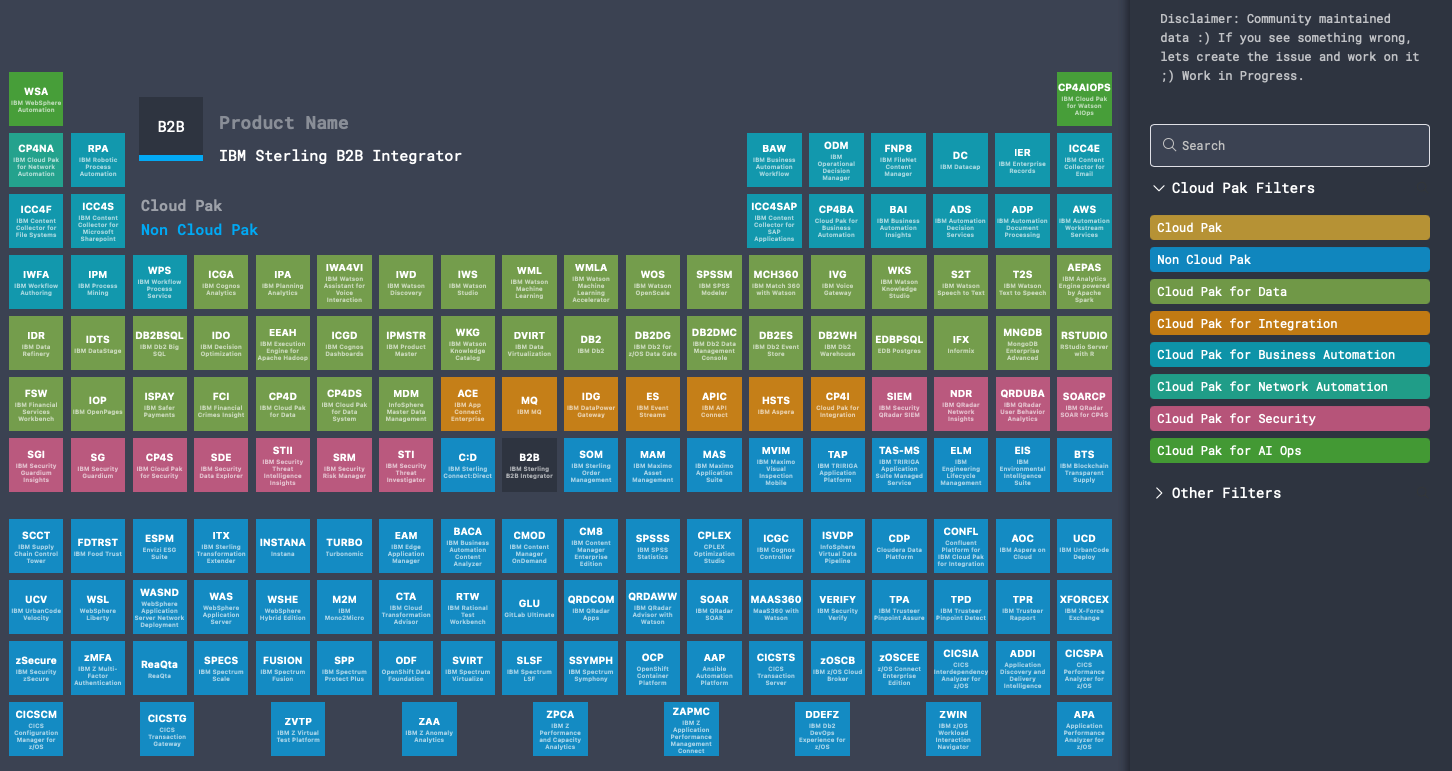 WSA
IBM WebSphere
Automation
B2B
Product Name
IBM Sterling B2B Integrator
Cloud Pak
Non Cloud Pak
CP4AIOPS
IBM Cloud Pak
for Watson
AIOps
CP4NA
IBM Cloud Pak
for Network
Automation
RPA
IBM Robotic
Process
Automation
BAW
IBM Business
Automation
Workflow
ODM
IBM
Operational
Decision
Manager
FNP8
IBM FileNet
Content
Manager
DC
IBM Datacap
IER
IBM Enterprise
Records
ICC4E
IBM Content
Collector for
Email
ICC4F
IBM Content
Collector for
File Systems
ICC4S
IBM Content
Collector for
Microsoft
Sharepoint
ICC4SAP
IBM Content
Collector for
SAP
Applications
CP4BA
Cloud Pak for
Business
Automation
BAI
IBM Business
Automation
Insights
ADS
IBM Automation
Decision
Services
ADP
IBM Automation
Document
Processing
AWS
IBM Automation
Workstream
Services
IWFA
IBM Workflow
Authoring
IPM
IBM Process
Mining
WPS
IBM Workflow
Process
Service
ICGA
IBM Cognos
Analytics
IPA
IBM Planning
Analytics
IWA4VI
IBM Watson
Assistant for
Voice
Interaction
IWD
IBM Watson
Discovery
IWS
IBM Watson
Studio
WML
IBM Watson
Machine
Learning
WMLA
IBM Watson
Machine
Learning
Accelerator
WOS
IBM Watson
OpenScale
SPSSM
IBM SPSS
Modeler
MCH360
IBM Match 360
with Watson
IVG
IBM Voice
Gateway
WKS
IBM Watson
Knowledge
Studio
S2T
IBM Watson
Speech to Text
T2S
IBM Watson
Text to Speech
AEPAS
IBM Analytics
Engine powered
by Apache
Spark
IDR
IBM Data
Refinery
IDTS
IBM DataStage
DB2BSQL
IBM Db2 Big
SQL
IDO
IBM Decision
Optimization
EEAH
IBM Execution
Engine for
Apache Hadoop
ICGD
IBM Cognos
Dashboards
IPMSTR
IBM Product
Master
WKG
IBM Watson
Knowledge
Catalog
DVIRT
IBM Data
Virtualization
DB2
IBM Db2
DB2DG
IBM Db2 for
z/OS Data Gate
DB2DMC
IBM Db2 Data
Management
Console
DB2ES
IBM Db2 Event
Store
DB2WH
IBM Db2
Warehouse
EDBPSQL
EDB Postgres
IFX
Informix
MNGDB
MongoDB
Enterprise
Advanced
RSTUDIO
RStudio Server
with R
FSW
IBM Financial
Services
Workbench
IOP
IBM OpenPages
ISPAY
IBM Safer
Payments
FCI
IBM Financial
Crimes Insight
CP4D
IBM Cloud Pak
for Data
CP4DS
IBM Cloud Pak
for Data
System
MDM
InfoSphere
Master Data
Management
ACE
IBM App
Connect
Enterprise
MQ
IBM MQ
IDG
IBM DataPower
Gateway
ES
IBM Event
Streams
APIC
IBM API
Connect
HSTS
IBM Aspera
CP4I
Cloud Pak for
Integration
SIEM
IBM Security
QRadar SIEM
NDR
IBM QRadar
Network
Insights
QRDUBA
IBM QRadar
User Behavior
Analytics
SOARCP
IBM QRadar
SOAR for CP4S
SGI
IBM Security
Guardium
Insights
SG
IBM Security
Guardium
CP4S
IBM Cloud Pak
for Security
SDE
IBM Security
Data Explorer
STII
IBM Security
Threat
Intelligence
Insights
SRM
IBM Security
Risk Manager
STI
IBM Security
Threat
Investigator
C:D
IBM Sterling
Connect:Direct
B2B
IBM Sterling
B2B Integrator
SOM
IBM Sterling
Order
Management
MAM
IBM Maximo
Asset
Management
MAS
IBM Maximo
Application
Suite
MVIM
IBM Maximo
Visual
Inspection
Mobile
TAP
IBM TRIRIGA
Application
Platform
TAS-MS
IBM TRIRIGA
Application
Suite Managed
Service
ELM
IBM
Engineering
Lifecycle
Management
EIS
IBM
Environmental
Intelligence
Suite
BTS
IBM Blockchain
Transparent
Supply
SCCT
IBM Supply
Chain Control
Tower
FDTRST
IBM Food Trust
ESPM
Envizi ESG
Suite
ITX
IBM Sterling
Transformation
Extender
INSTANA
Instana
TURBO
Turbonomic
EAM
IBM Edge
Application
Manager
BACA
IBM Business
Automation
Content
Analyzer
CMOD
IBM Content
Manager
OnDemand
CM8
IBM Content
Manager
Enterprise
Edition
SPSSS
IBM SPSS
Statistics
CPLEX
CPLEX
Optimization
Studio
ICGC
IBM Cognos
Controller
ISVDP
InfoSphere
Virtual Data
Pipeline
CDP
Cloudera Data
Platform
CONFL
Confluent
Platform for
IBM Cloud Pak
for Integration
AOC
IBM Aspera on
Cloud
UCD
IBM UrbanCode
Deploy
UCV
IBM UrbanCode
Velocity
WSL
WebSphere
Liberty
WASND
WebSphere
Application
Server Network
Deployment
WAS
WebSphere
Application
Server
WSHE
WebSphere
Hybrid Edition
M2M
IBM
Mono2Micro
CTA
IBM Cloud
Transformation
Advisor
RTW
IBM Rational Test
Workbench
GLU
GitLab Ultimate
QRDCOM
IBM QRadar
Apps
QRDAWW
IBM QRadar
Advisor with
Watson
SOAR
IBM QRadar
SOAR
MAAS360
MaaS360 with
Watson
VERIFY
IBM Security
Verify
TPA
IBM Trusteer
Pinpoint Assure
TPD
IBM Trusteer
Pinpoint Detect
TPR
IBM Trusteer
Rapport
XFORCEX
IBM X-Force
Exchange
zSecure
IBM Security
zSecure
zMFA
IBM Z Multi-
Factor
Authentication
ReaQta
ReaQta
SPECS
IBM Spectrum
Scale
FUSION
IBM Spectrum
Fusion
SPP
IBM Spectrum
Protect Plus
ODF
OpenShift Data
Foundation
SVIRT
IBM Spectrum
Virtualize
SLSF
IBM Spectrum
LSF
SSYMPH
IBM Spectrum
Symphony
OCP
OpenShift
Container
Platform
AAP
Ansible
Automation
Platform
CICSTS
CICS
Transaction
Server
zOSCB
IBM z/OS Cloud
Broker
zOSCEE
z/OS Connect
Enterprise
Edition
CICSIA
CICS
Interdependency
Analyzer for
z/OS
ADDI
Application
Discovery and
Delivery
Intelligence
CICSPA
CICS
Performance
Analyzer for
z/OS
CICSCM
CICS
Configuration
Manager for
z/OS
CICSTG
CICS
Transaction
Gateway
ZVTP
IBM Z Virtual
Test Platform
ZAA
IBM Z Anomaly
Analytics
ZPCA
IBM Z
Performance
and Capacity
Analytics
ZAPMC
IBM Z
Application
Performance
Management
Connect
DDEFZ
IBM Db2
DevOps
Experience for
z/OS
ZWIN
IBM z/OS
Workload
Interaction
Navigator
APA
Application
Performance
Analyzer for
z/OS
Disclaimer: Community maintained
data :) If you see something wrong,
lets create the issue and work on it
;) Work in Progress.
Search
Cloud Pak Filters
Cloud Pak
Non Cloud Pak
Cloud Pak for Data
Cloud Pak for Integration
Cloud Pak for Business Automation
Cloud Pak for Network Automation
Cloud Pak for Security
Cloud Pak for AI Ops
Other Filters